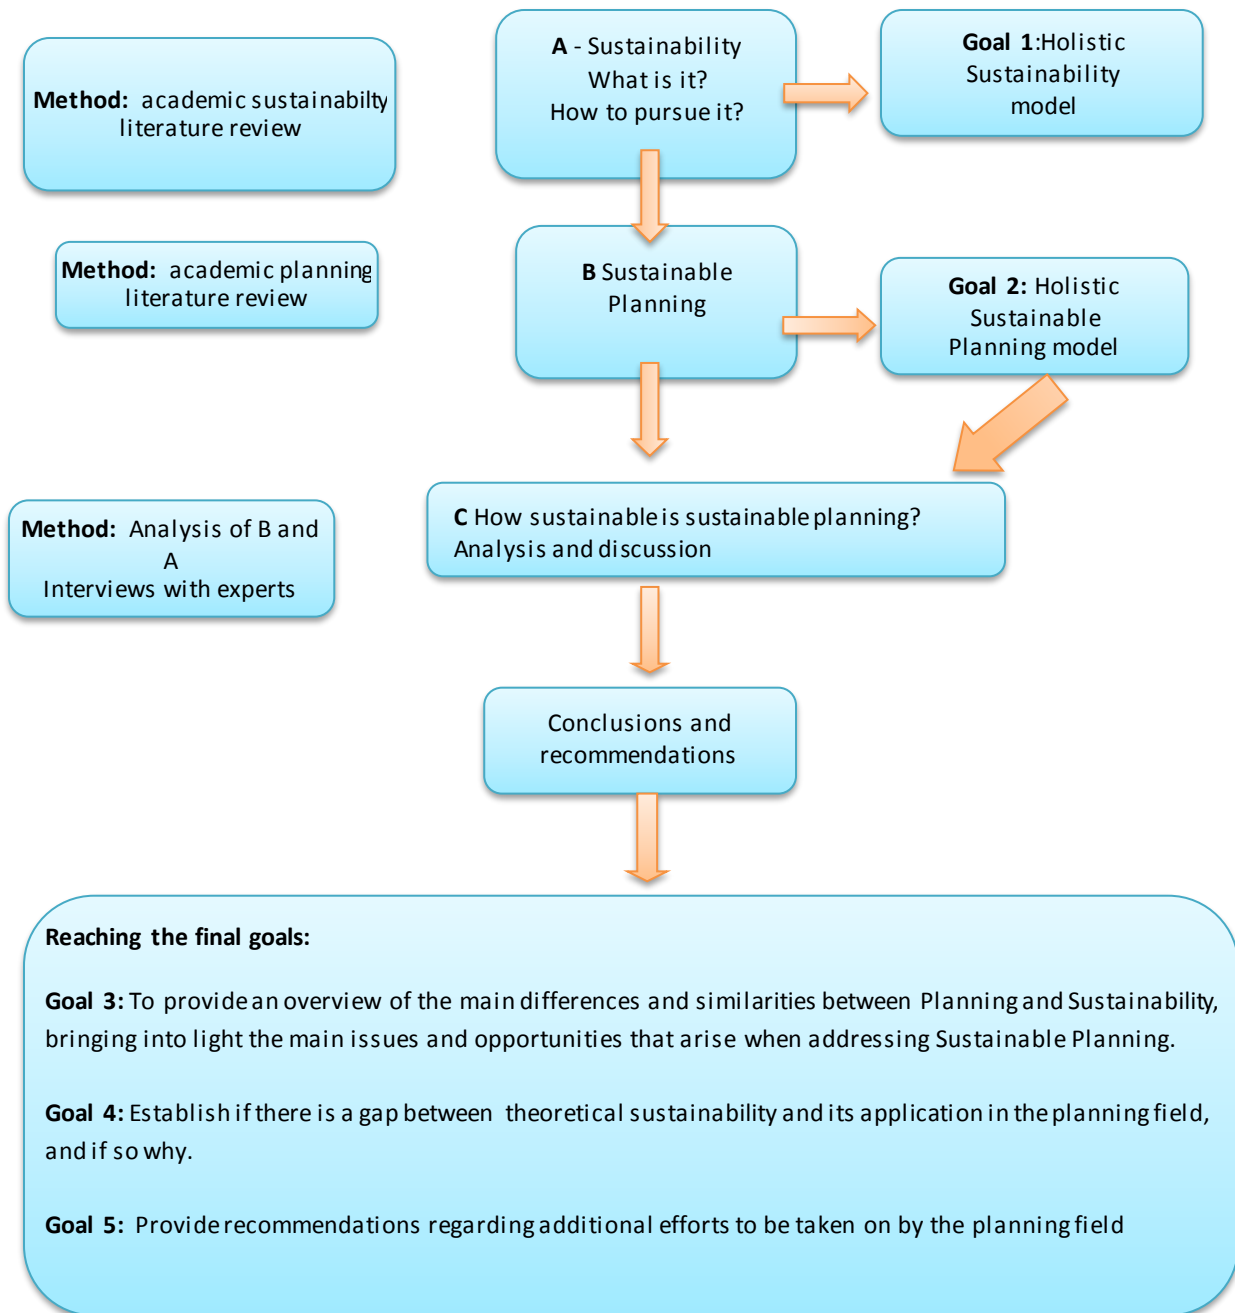 A - Sustainability
What is it?
How to pursue it?
Goal 1:Holistic
Sustainability
model
Method: academic sustainabilty
literature review
Method: academic planning
literature review
B Sustainable
Planning
Goal 2: Holistic
Sustainable
Planning model
Method: Analysis of B and
A
Interviews with experts
C How sustainable is sustainable planning?
Analysis and discussion
Conclusions and
recommendations
Reaching the final goals:
Goal 3: To provide an overview of the main differences and similarities between Planning and Sustainability,
bringing into light the main issues and opportunities that arise when addressing Sustainable Planning.
Goal 4: Establish if there is a gap between theoretical sustainability and its application in the planning field,
and if so why.
Goal 5: Provide recommendations regarding additional efforts to be taken on by the planning field